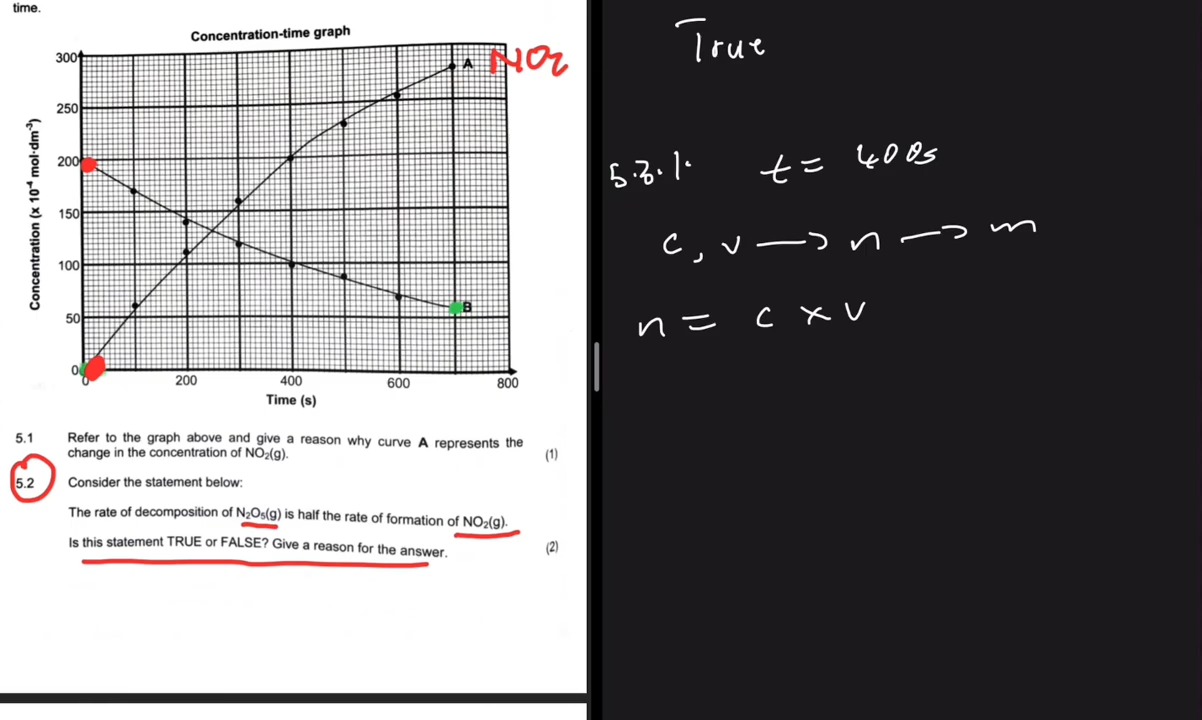 time.
Concentration-time graph
Concentration (x 10⁻⁴ mol·dm⁻³)
300
250
200
150
100
50
0
0
200
400
600
800
Time (s)
A
NO₂
B
5.1 Refer to the graph above and give a reason why curve A represents the
change in the concentration of NO₂(g). (1)
5.2 Consider the statement below:
The rate of decomposition of N₂O₅(g) is half the rate of formation of NO₂(g).
Is this statement TRUE or FALSE? Give a reason for the answer. (2)
True
5.3.1. t = 400s
c, v → n → m
n = c × v